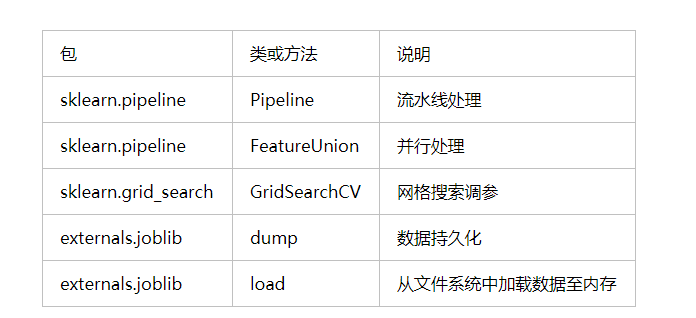 包 类或方法 说明
sklearn.pipeline Pipeline 流水线处理
sklearn.pipeline FeatureUnion 并行处理
sklearn.grid_search GridSearchCV 网格搜索调参
externals.joblib dump 数据持久化
externals.joblib load 从文件系统中加载数据至内存